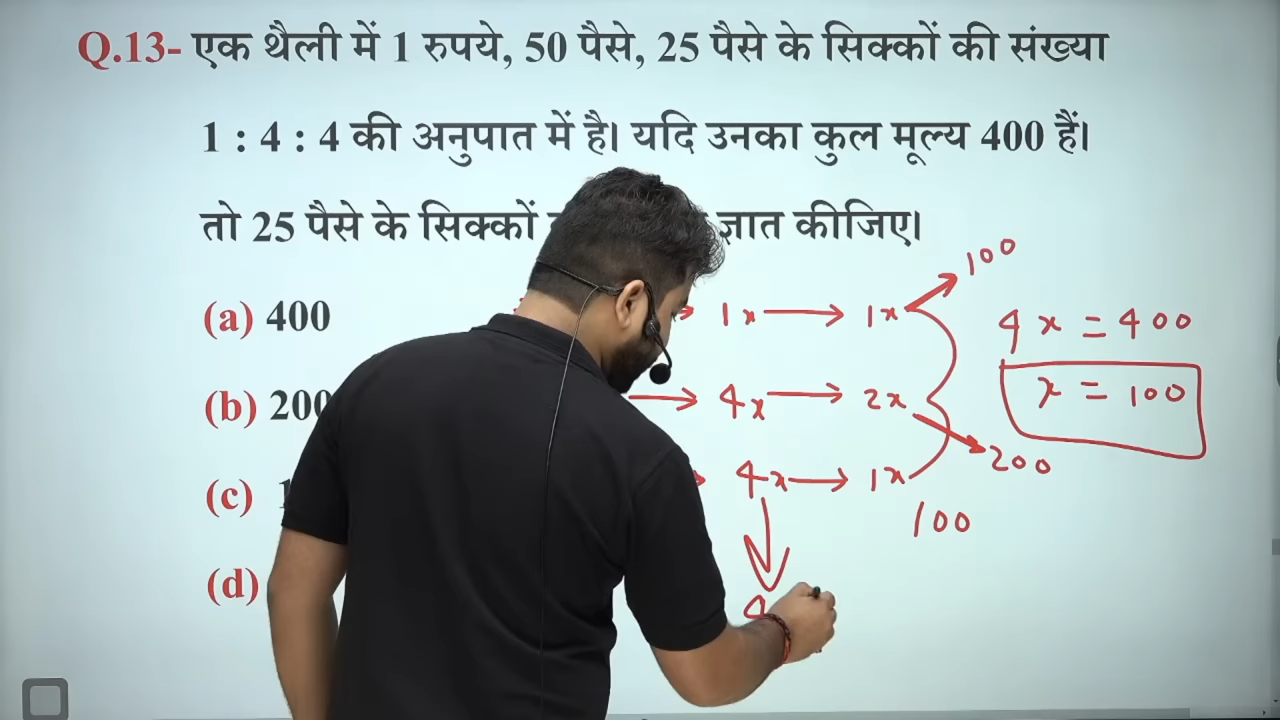 Q.13- एक थैली में 1 रुपये, 50 पैसे, 25 पैसे के सिक्कों की संख्या
1 : 4 : 4 की अनुपात में है। यदि उनका कुल मूल्य 400 हैं।
तो 25 पैसे के सिक्कों ज्ञात कीजिए।
(a) 400
(b) 200
(c) 1
(d)
1x → 1x 100
4x → 2x 200
4x → 1x 100
4x = 400
x = 100